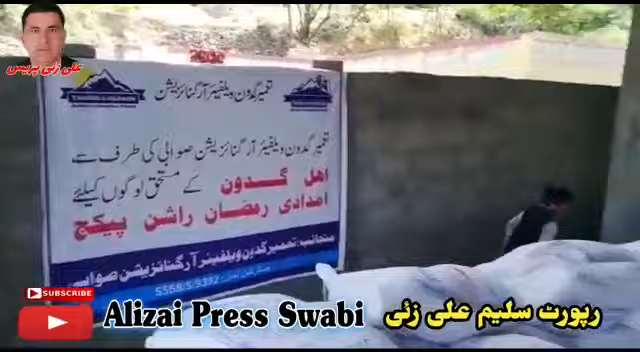 علی زئی پریس
تعمیر گدون ویلفیئر آرگنائزیشن
تعمیر گدون ویلفیئر آرگنائزیشن صوابی کی طرف سے
اهل گدون کے مستحق لوگوں کیلئے
امدادی رمضان راشن پیکج
منجانب: تعمیر گدون ویلفیئر آرگنائزیشن صوابی
SUBSCRIBE
Alizai Press Swabi
رپورٹ سلیم علی زئی